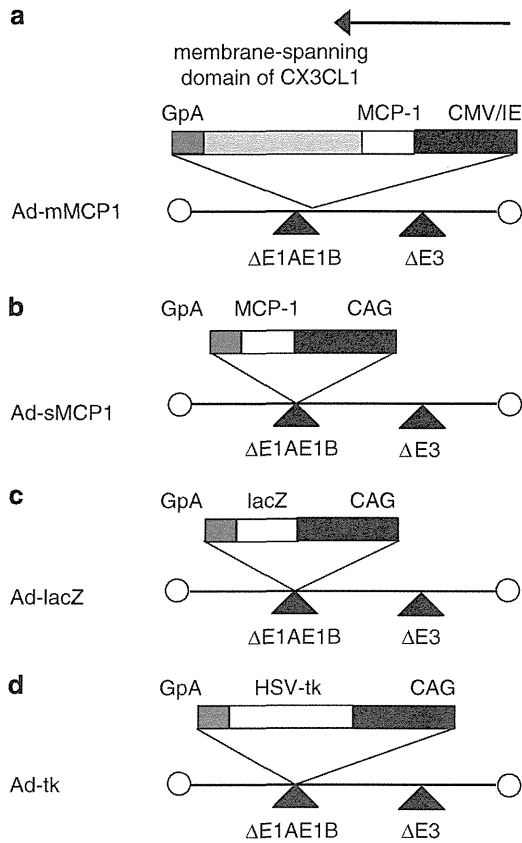 a
membrane-spanning
domain of CX3CL1
GpA MCP-1 CMV/IE
Ad-mMCP1
ΔE1AE1B ΔE3
b
GpA MCP-1 CAG
Ad-sMCP1
ΔE1AE1B ΔE3
c
GpA lacZ CAG
Ad-lacZ
ΔE1AE1B ΔE3
d
GpA HSV-tk CAG
Ad-tk
ΔE1AE1B ΔE3